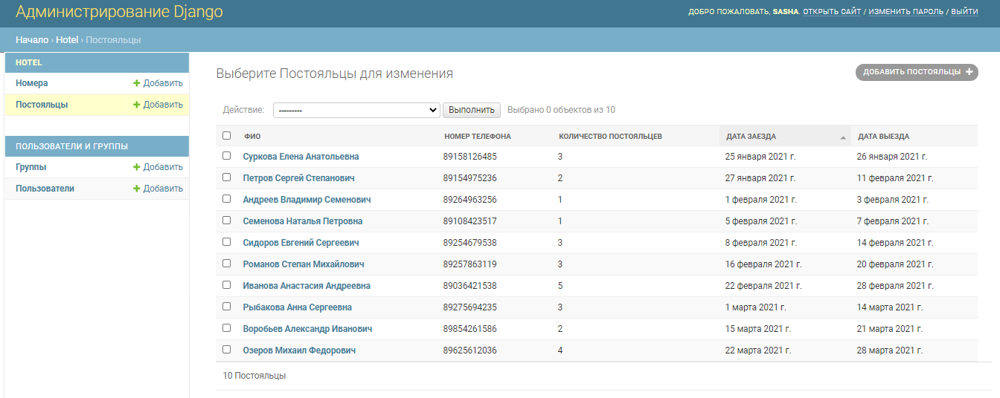 Администрирование Django
ДОБРО ПОЖАЛОВАТЬ, SASHA. ОТКРЫТЬ САЙТ / ИЗМЕНИТЬ ПАРОЛЬ / ВЫЙТИ
Начало › Hotel › Постояльцы
HOTEL
Номера + Добавить
Постояльцы + Добавить
ПОЛЬЗОВАТЕЛИ И ГРУППЫ
Группы + Добавить
Пользователи + Добавить
Выберите Постояльцы для изменения
ДОБАВИТЬ ПОСТОЯЛЬЦЫ +
Действие: --------- Выполнить Выбрано 0 объектов из 10
ФИО НОМЕР ТЕЛЕФОНА КОЛИЧЕСТВО ПОСТОЯЛЬЦЕВ ДАТА ЗАЕЗДА ДАТА ВЫЕЗДА
Суркова Елена Анатольевна 89158126485 3 25 января 2021 г. 26 января 2021 г.
Петров Сергей Степанович 89154975236 2 27 января 2021 г. 11 февраля 2021 г.
Андреев Владимир Семенович 89264963256 1 1 февраля 2021 г. 3 февраля 2021 г.
Семенова Наталья Петровна 89108423517 1 5 февраля 2021 г. 7 февраля 2021 г.
Сидоров Евгений Сергеевич 89254679538 3 8 февраля 2021 г. 14 февраля 2021 г.
Романов Степан Михайлович 89257863119 3 16 февраля 2021 г. 20 февраля 2021 г.
Иванова Анастасия Андреевна 89036421538 5 22 февраля 2021 г. 28 февраля 2021 г.
Рыбакова Анна Сергеевна 89275694235 3 1 марта 2021 г. 14 марта 2021 г.
Воробьев Александр Иванович 89854261586 2 15 марта 2021 г. 21 марта 2021 г.
Озеров Михаил Федорович 89625612036 4 22 марта 2021 г. 28 марта 2021 г.
10 Постояльцы